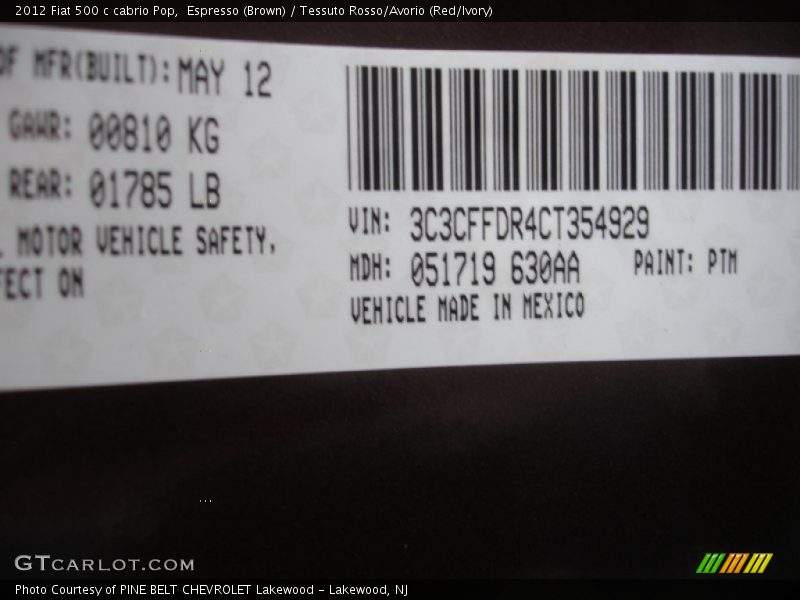 2012 Fiat 500 c cabrio Pop,  Espresso (Brown) / Tessuto Rosso/Avorio (Red/Ivory)
OF MFR(BUILT): MAY 12
GAWR: 00810 KG
REAR: 01785 LB
MOTOR VEHICLE SAFETY,
FECT ON
VIN: 3C3CFFDR4CT354929
MDH: 051719 630AA PAINT: PTM
VEHICLE MADE IN MEXICO
GTCARLOT.COM
Photo Courtesy of PINE BELT CHEVROLET Lakewood - Lakewood, NJ